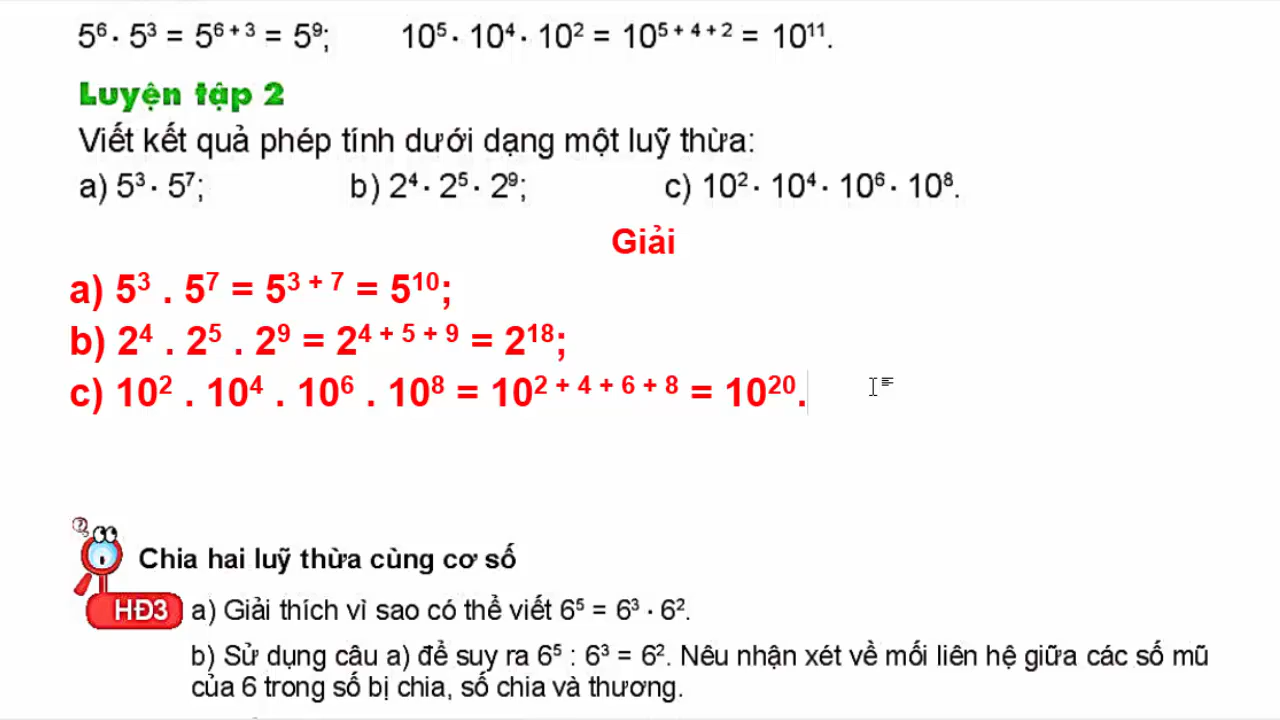 5⁶ · 5³ = 5⁶ ⁺ ³ = 5⁹; 10⁵ · 10⁴ · 10² = 10⁵ ⁺ ⁴ ⁺ ² = 10¹¹.
Luyện tập 2
Viết kết quả phép tính dưới dạng một luỹ thừa:
a) 5³ · 5⁷; b) 2⁴ · 2⁵ · 2⁹; c) 10² · 10⁴ · 10⁶ · 10⁸.
Giải
a) 5³ . 5⁷ = 5³ ⁺ ⁷ = 5¹⁰;
b) 2⁴ . 2⁵ . 2⁹ = 2⁴ ⁺ ⁵ ⁺ ⁹ = 2¹⁸;
c) 10² . 10⁴ . 10⁶ . 10⁸ = 10² ⁺ ⁴ ⁺ ⁶ ⁺ ⁸ = 10²⁰.
?
Chia hai luỹ thừa cùng cơ số
HĐ3 a) Giải thích vì sao có thể viết 6⁵ = 6³ · 6².
b) Sử dụng câu a) để suy ra 6⁵ : 6³ = 6². Nêu nhận xét về mối liên hệ giữa các số mũ
của 6 trong số bị chia, số chia và thương.